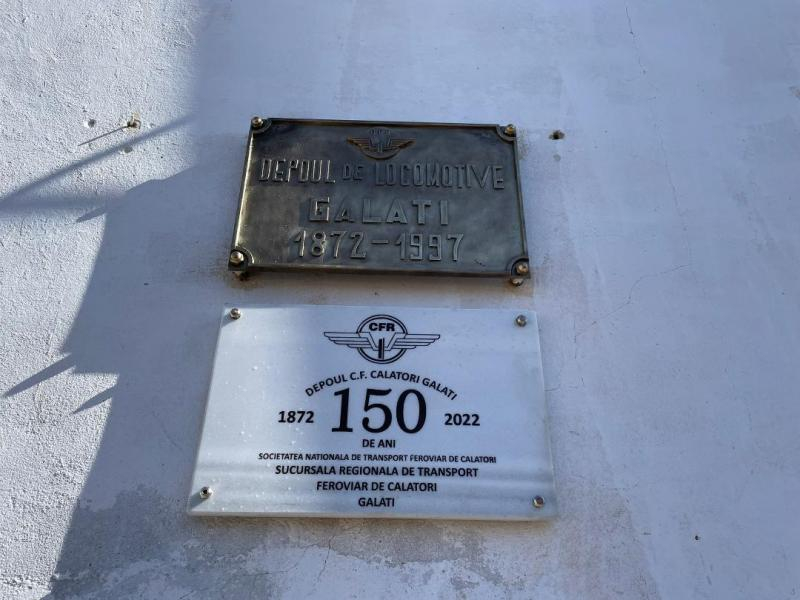 DEPOUL DE LOCOMOTIVE
GALATI
1872-1997
CFR
DEPOUL C.F. CALATORI GALATI
1872 150 2022
DE ANI
SOCIETATEA NATIONALA DE TRANSPORT FEROVIAR DE CALATORI
SUCURSALA REGIONALA DE TRANSPORT
FEROVIAR DE CALATORI
GALATI